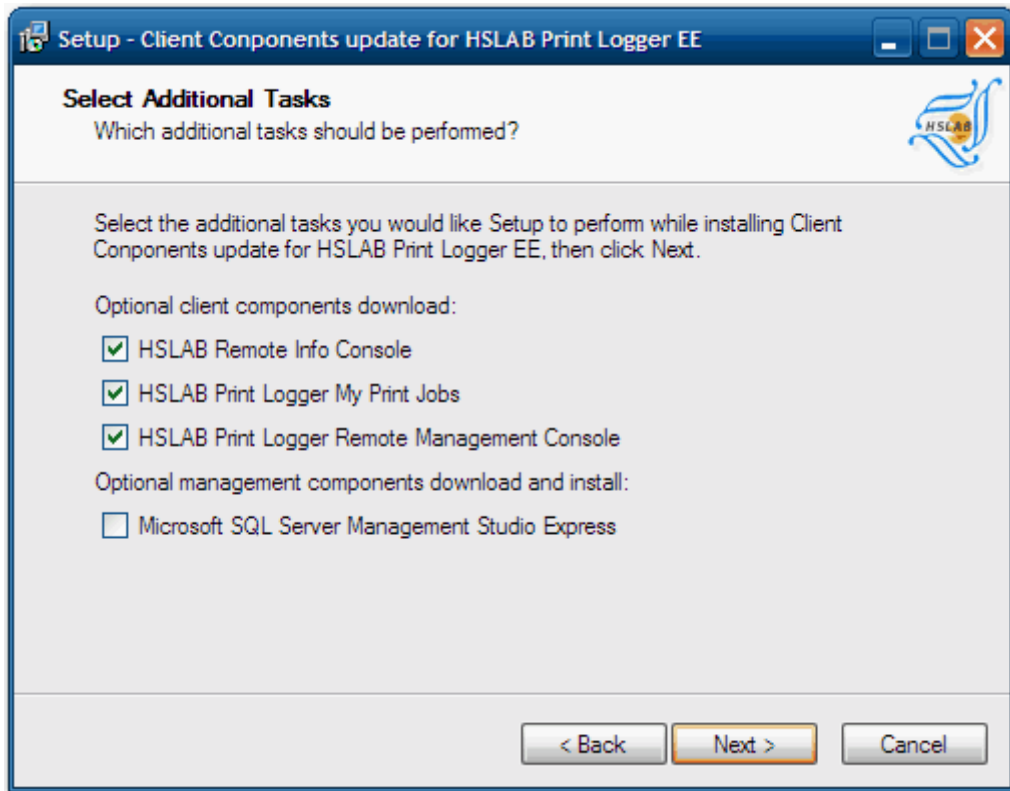 Setup - Client Conponents update for HSLAB Print Logger EE
Select Additional Tasks
Which additional tasks should be performed?
HSLAB
Select the additional tasks you would like Setup to perform while installing Client
Conponents update for HSLAB Print Logger EE, then click Next.
Optional client components download:
HSLAB Remote Info Console
HSLAB Print Logger My Print Jobs
HSLAB Print Logger Remote Management Console
Optional management components download and install:
Microsoft SQL Server Management Studio Express
< Back Next > Cancel